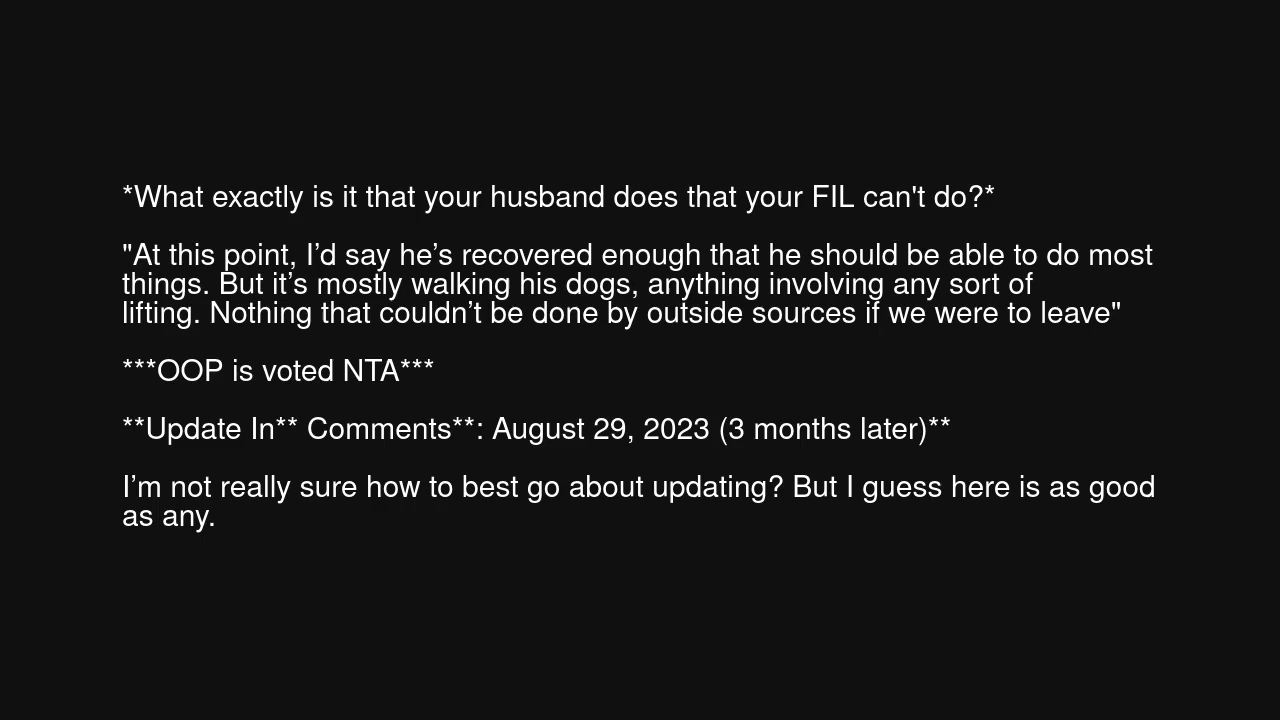 *What exactly is it that your husband does that your FIL can't do?*
"At this point, I’d say he’s recovered enough that he should be able to do most
things. But it’s mostly walking his dogs, anything involving any sort of
lifting. Nothing that couldn’t be done by outside sources if we were to leave"
***OOP is voted NTA***
**Update In** Comments**: August 29, 2023 (3 months later)**
I’m not really sure how to best go about updating? But I guess here is as good
as any.